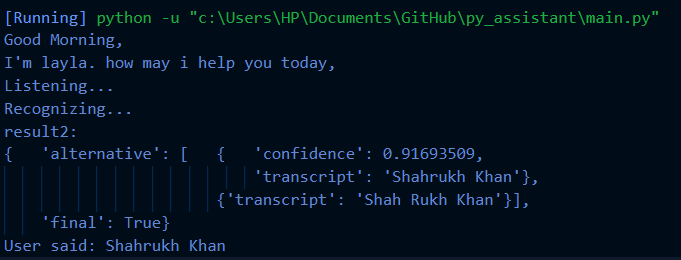 [Running] python -u "c:\Users\HP\Documents\GitHub\py_assistant\main.py"
Good Morning,
I'm layla. how may i help you today,
Listening...
Recognizing...
result2:
{   'alternative': [   {   'confidence': 0.91693509,
                           'transcript': 'Shahrukh Khan'},
                       {'transcript': 'Shah Rukh Khan'}],
    'final': True}
User said: Shahrukh Khan